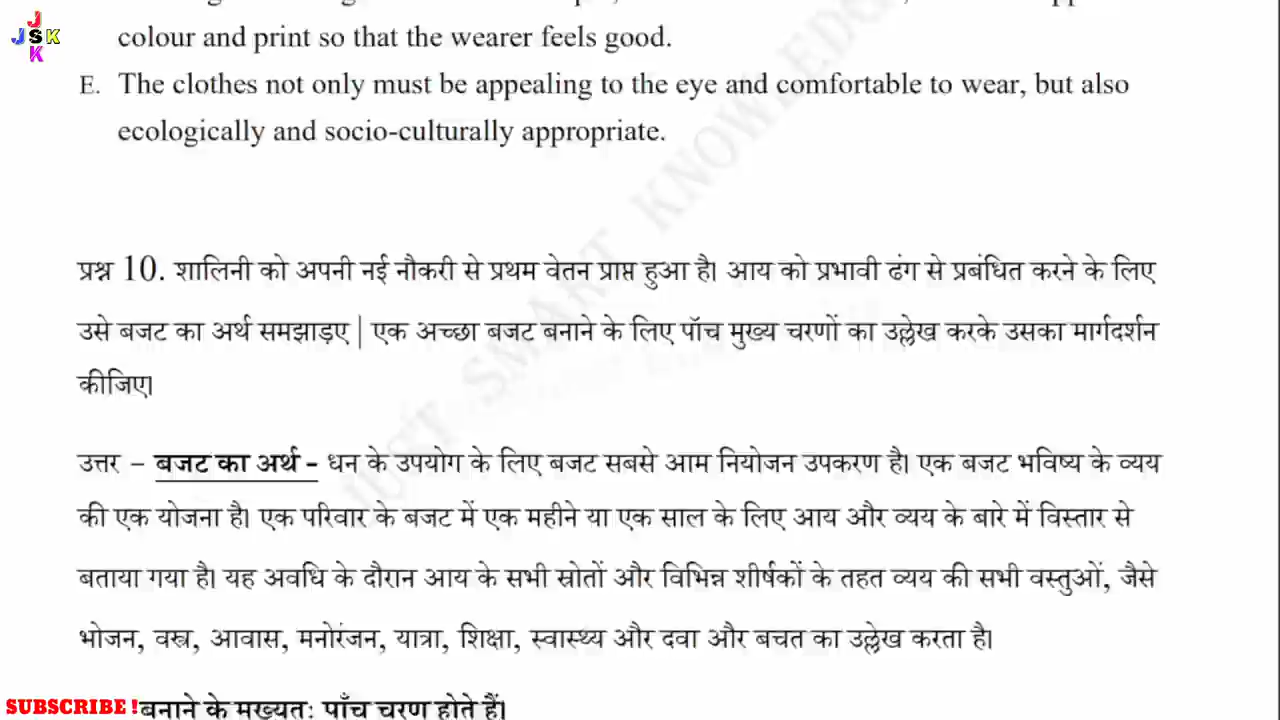 J
JSK
K
colour and print so that the wearer feels good.
E. The clothes not only must be appealing to the eye and comfortable to wear, but also
ecologically and socio-culturally appropriate.
JUST SMART KNOWLEDGE
प्रश्न 10. शालिनी को अपनी नई नौकरी से प्रथम वेतन प्राप्त हुआ है। आय को प्रभावी ढंग से प्रबंधित करने के लिए
उसे बजट का अर्थ समझाड़ए | एक अच्छा बजट बनाने के लिए पॉच मुख्य चरणों का उल्लेख करके उसका मार्गदर्शन
कीजिए।
उत्तर – बजट का अर्थ - धन के उपयोग के लिए बजट सबसे आम नियोजन उपकरण है। एक बजट भविष्य के व्यय
की एक योजना है। एक परिवार के बजट में एक महीने या एक साल के लिए आय और व्यय के बारे में विस्तार से
बताया गया है। यह अवधि के दौरान आय के सभी स्रोतों और विभिन्न शीर्षकों के तहत व्यय की सभी वस्तुओं, जैसे
भोजन, वस्त्र, आवास, मनोरंजन, यात्रा, शिक्षा, स्वास्थ्य और दवा और बचत का उल्लेख करता है।
SUBSCRIBE ! बनाने के मुख्यतः पाँच चरण होते हैं।